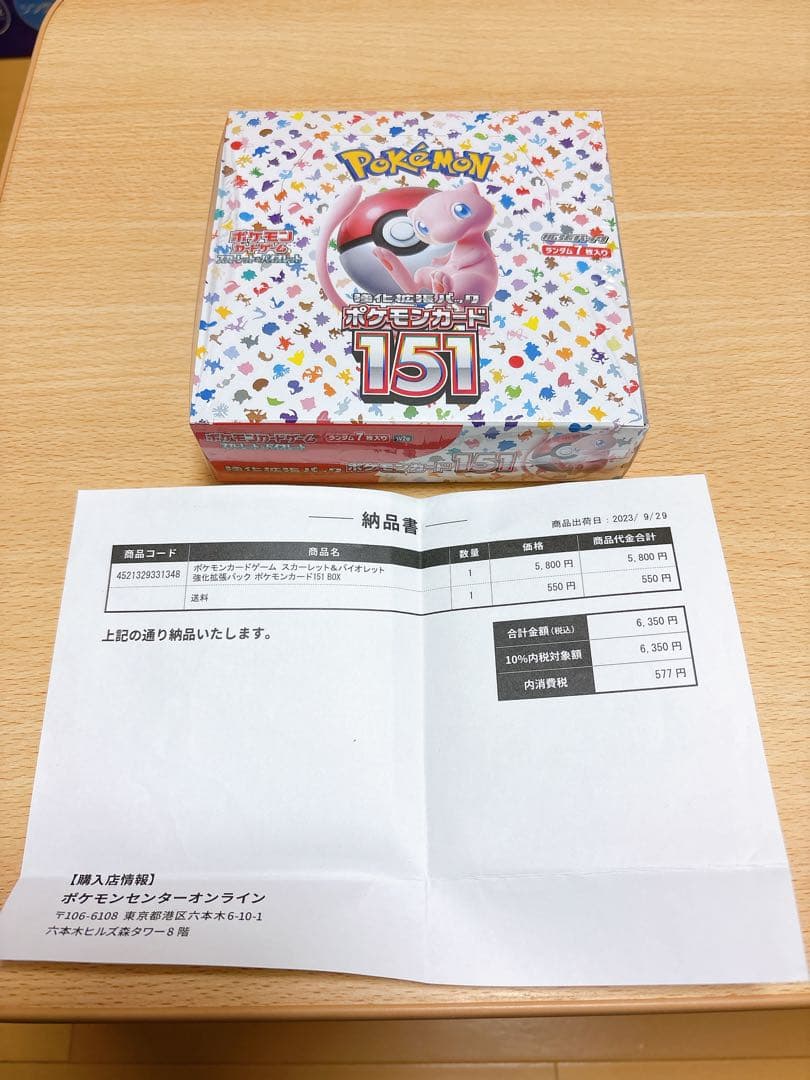 POKéMON
ポケモン
カードゲーム
スカーレット&バイオレット
拡張パック
ランダム7枚入り
強化拡張パック
ポケモンカード
151
ポケモンカードゲーム
スカーレット&バイオレット
ランダム7枚入り
sv2a
強化拡張パック ポケモンカード151
納品書
商品出荷日:2023/ 9/29
商品コード 商品名 数量 価格 商品代金合計
4521329331348 ポケモンカードゲーム スカーレット&バイオレット
強化拡張パック ポケモンカード151 BOX 1 5,800 円 5,800 円
送料 1 550 円 550 円
上記の通り納品いたします。
合計金額(税込) 6,350 円
10%内税対象額 6,350 円
内消費税 577 円
【購入店情報】
ポケモンセンターオンライン
〒106-6108 東京都港区六本木6-10-1
六本木ヒルズ森タワー8階